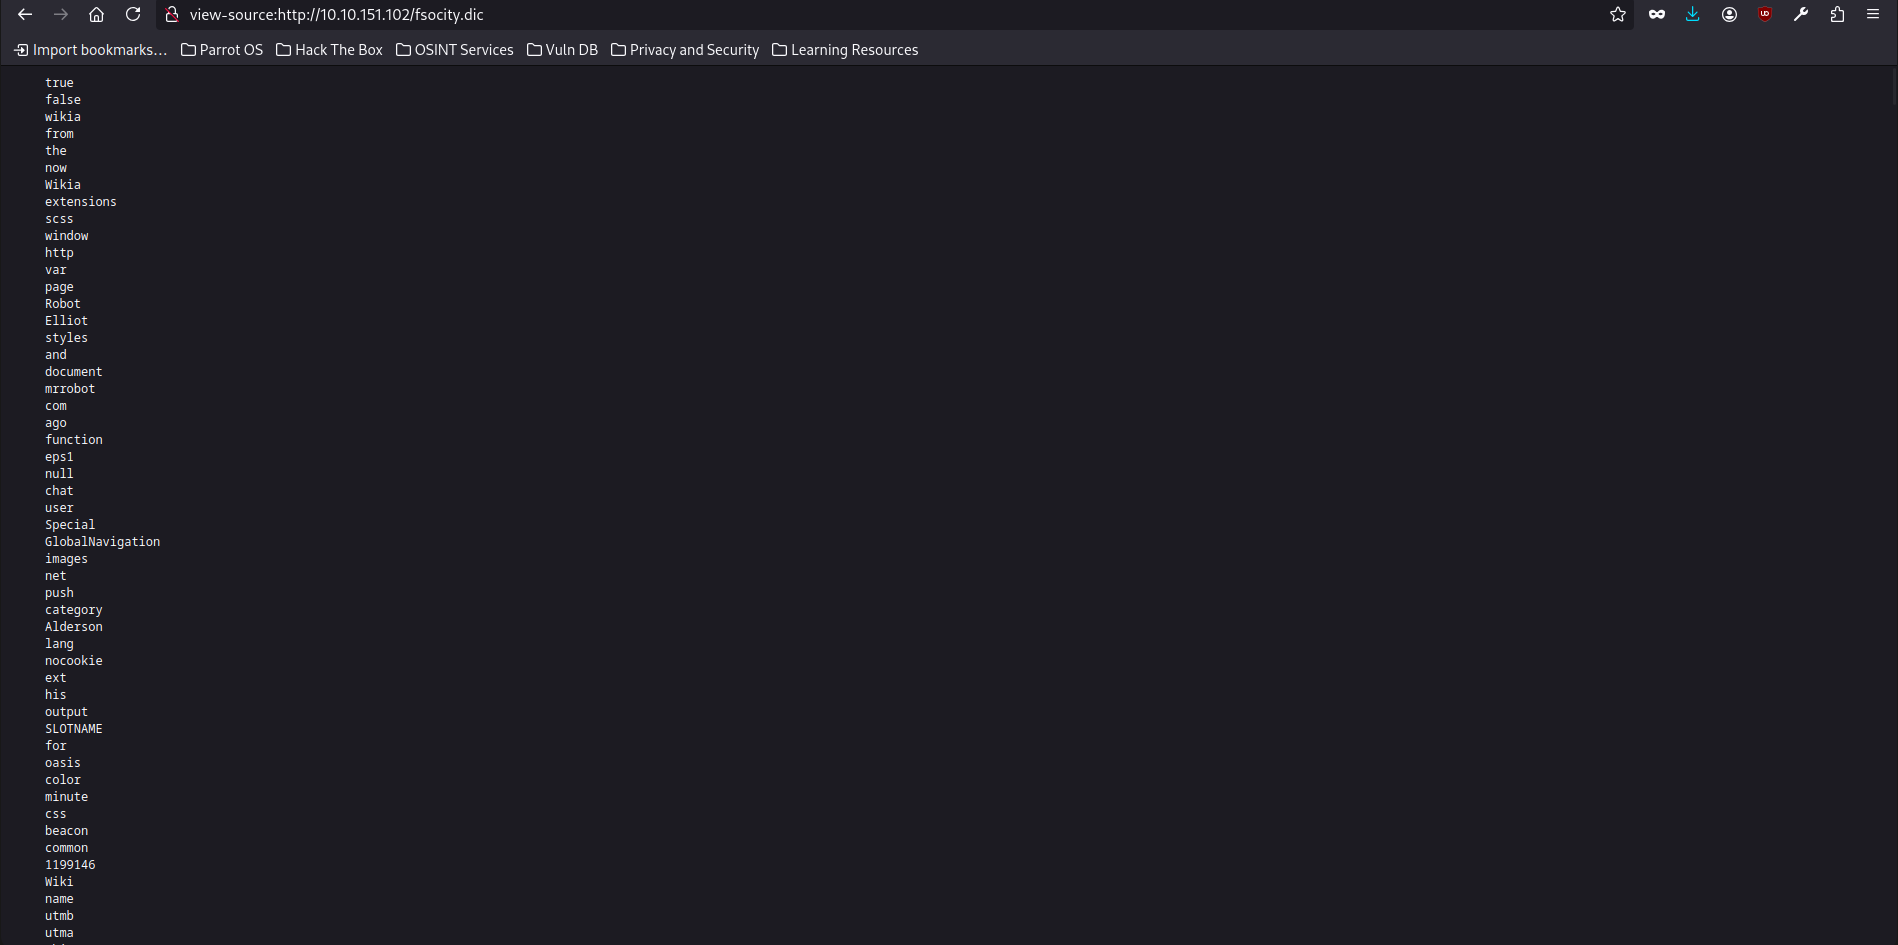 view-source:http://10.10.151.102/fsocity.dic
Import bookmarks... Parrot OS Hack The Box OSINT Services Vuln DB Privacy and Security Learning Resources
true
false
wikia
from
the
now
Wikia
extensions
scss
window
http
var
page
Robot
Elliot
styles
and
document
mrrobot
com
ago
function
eps1
null
chat
user
Special
GlobalNavigation
images
net
push
category
Alderson
lang
nocookie
ext
his
output
SLOTNAME
for
oasis
color
minute
css
beacon
common
1199146
Wiki
name
utmb
utma